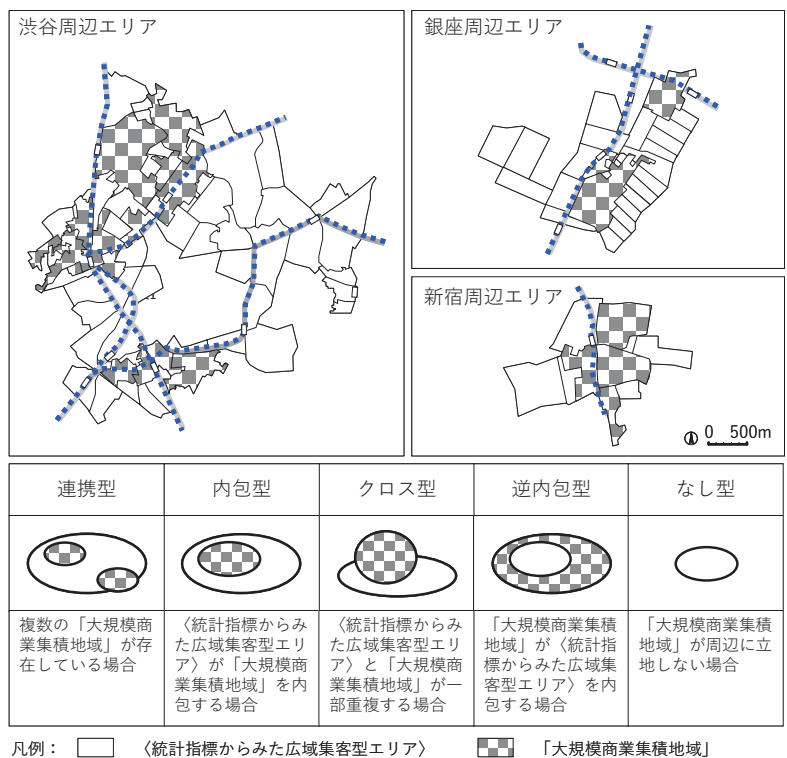 渋谷周辺エリア
銀座周辺エリア
新宿周辺エリア
0 500m
連携型
内包型
クロス型
逆内包型
なし型
複数の「大規模商
業集積地域」が存
在している場合
〈統計指標からみ
た広域集客型エリ
ア〉が「大規模商
業集積地域」を内
包する場合
〈統計指標からみ
た広域集客型エリ
ア〉と「大規模商
業集積地域」が一
部重複する場合
「大規模商業集積
地域」が〈統計指
標からみた広域集
客型エリア〉を内
包する場合
「大規模商業集積
地域」が周辺に立
地しない場合
凡例： 〈統計指標からみた広域集客型エリア〉 「大規模商業集積地域」